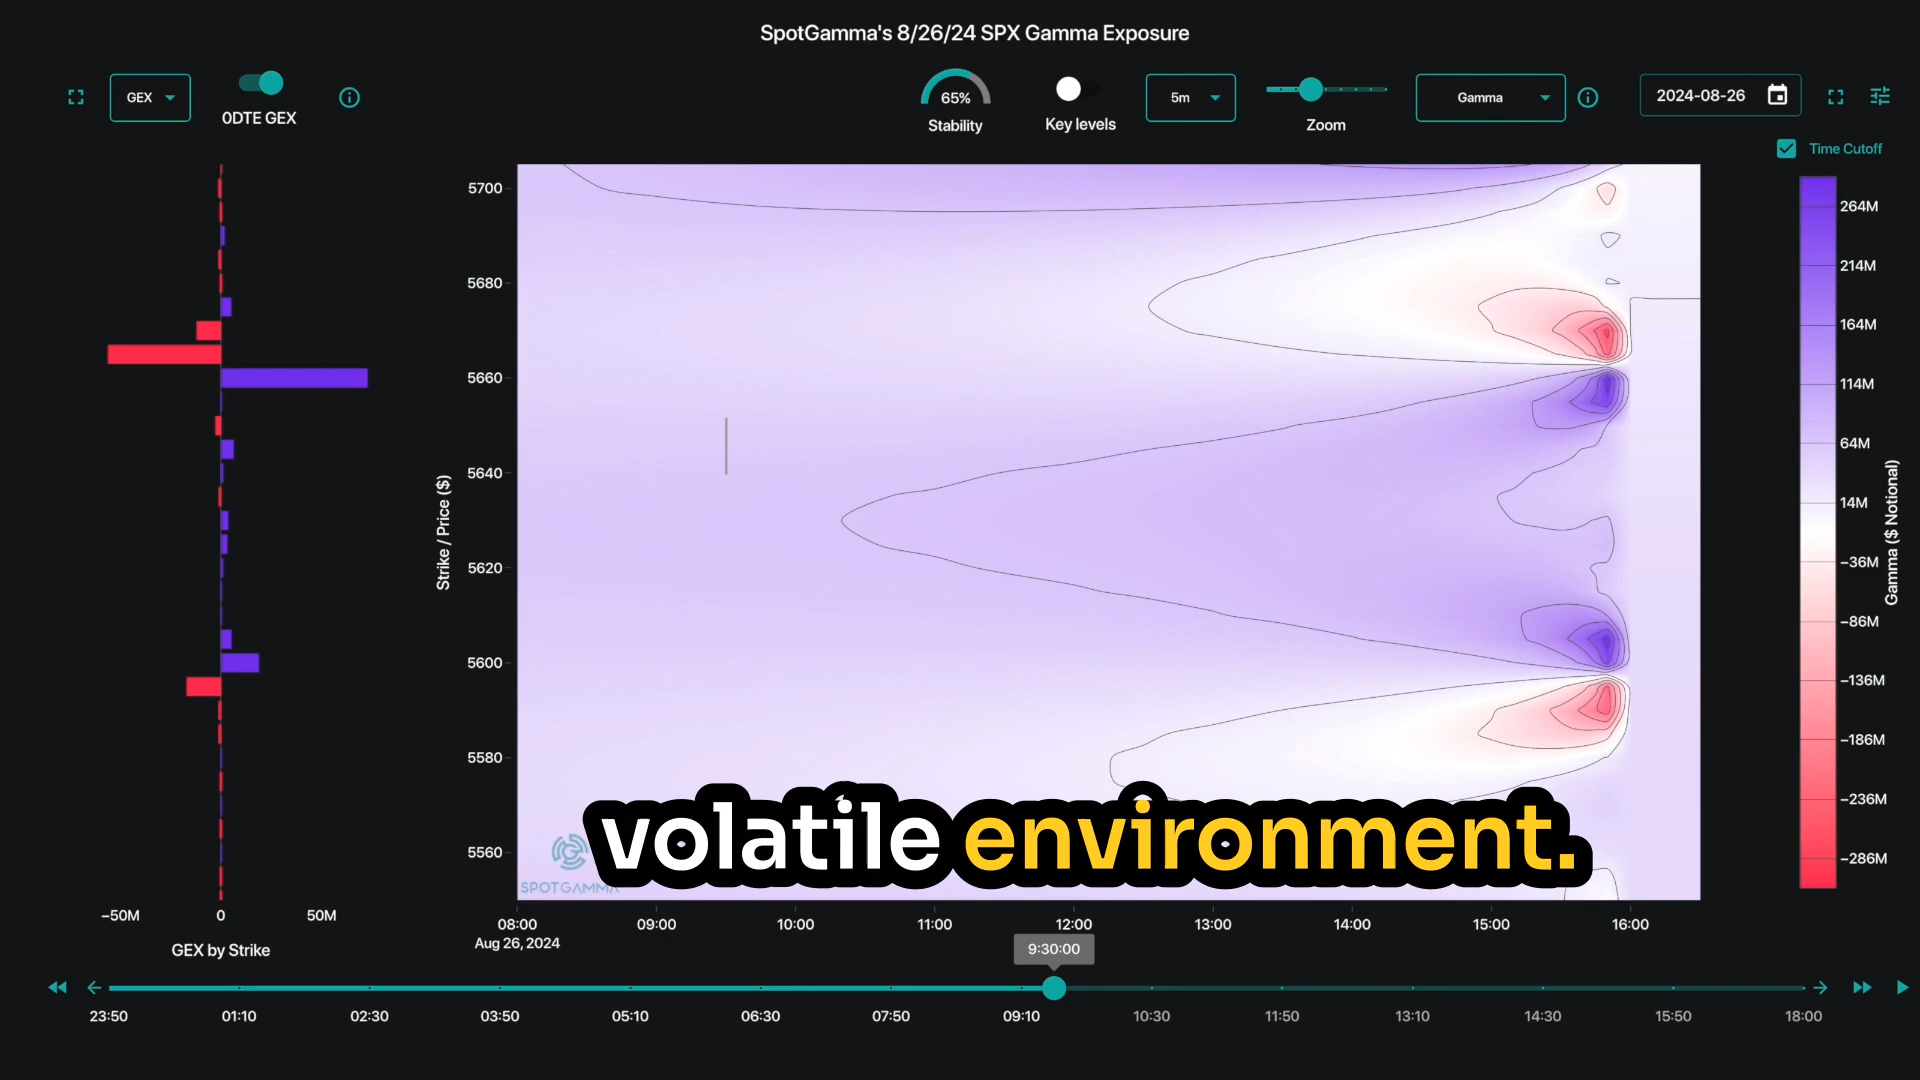 SpotGamma's 8/26/24 SPX Gamma Exposure
GEX
0DTE GEX
65%
Stability
Key levels
5m
Zoom
Gamma
2024-08-26
Time Cutoff
5700
5680
5660
5640
5620
5600
5580
5560
Strike / Price ($)
264M
214M
164M
114M
64M
14M
−36M
−86M
−136M
−186M
−236M
−286M
Gamma ($ Notional)
volatile environment.
SPOTGAMMA
−50M 0 50M
GEX by Strike
08:00 09:00 10:00 11:00 12:00 13:00 14:00 15:00 16:00
Aug 26, 2024
9:30:00
23:50 01:10 02:30 03:50 05:10 06:30 07:50 09:10 10:30 11:50 13:10 14:30 15:50 18:00